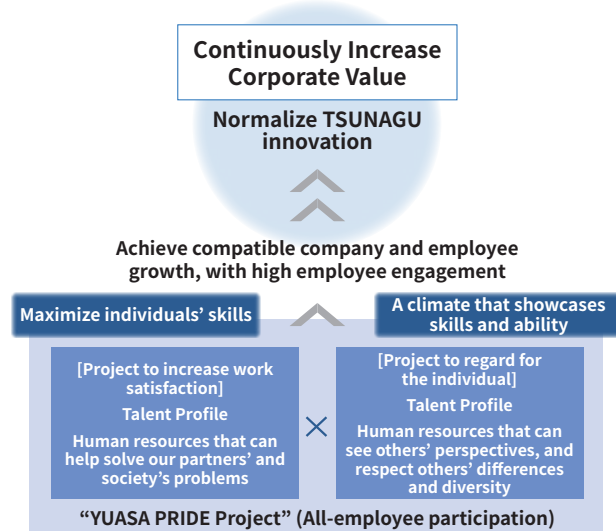 Continuously Increase
Corporate Value
Normalize TSUNAGU
innovation
Achieve compatible company and employee
growth, with high employee engagement
Maximize individuals’ skills
A climate that showcases
skills and ability
[Project to increase work
satisfaction]
Talent Profile
Human resources that can
help solve our partners’ and
society’s problems
×
[Project to regard for
the individual]
Talent Profile
Human resources that can
see others’ perspectives, and
respect others’ differences
and diversity
“YUASA PRIDE Project” (All-employee participation)